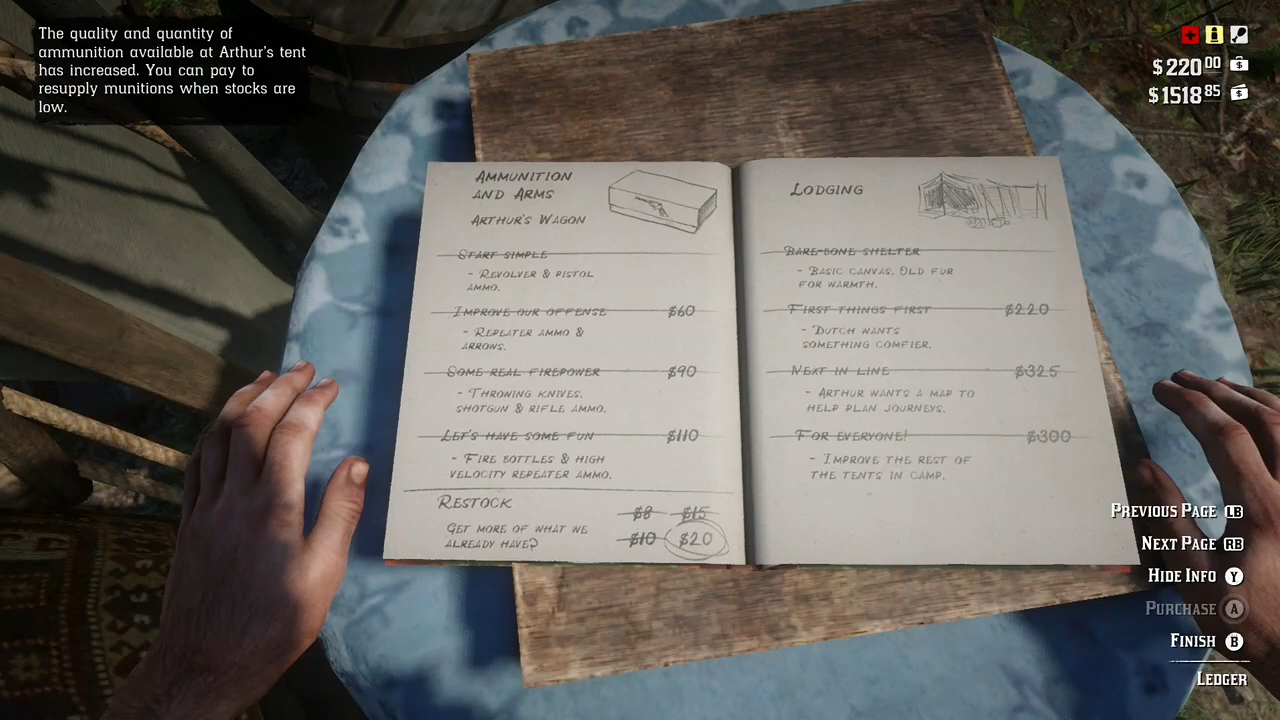 The quality and quantity of
ammunition available at Arthur's tent
has increased. You can pay to
resupply munitions when stocks are
low.
$220 00
$1518 85
AMMUNITION
AND ARMS
ARTHUR'S WAGON
START SIMPLE
- REVOLVER & PISTOL
AMMO.
IMPROVE OUR OFFENSE $60
- REPEATER AMMO &
ARROWS.
SOME REAL FIREPOWER $90
- THROWING KNIVES,
SHOTGUN & RIFLE AMMO.
LET'S HAVE SOME FUN $110
- FIRE BOTTLES & HIGH
VELOCITY REPEATER AMMO.
RESTOCK
$8 $15
GET MORE OF WHAT WE
ALREADY HAVE?
$10 $20
LODGING
BARE-BONE SHELTER
- BASIC CANVAS, OLD FUR
FOR WARMTH.
FIRST THINGS FIRST $220
- DUTCH WANTS
SOMETHING COMFIER.
NEXT IN LINE $325
- ARTHUR WANTS A MAP TO
HELP PLAN JOURNEYS.
FOR EVERYONE! $300
- IMPROVE THE REST OF
THE TENTS IN CAMP.
PREVIOUS PAGE LB
NEXT PAGE RB
HIDE INFO Y
PURCHASE A
FINISH B
LEDGER